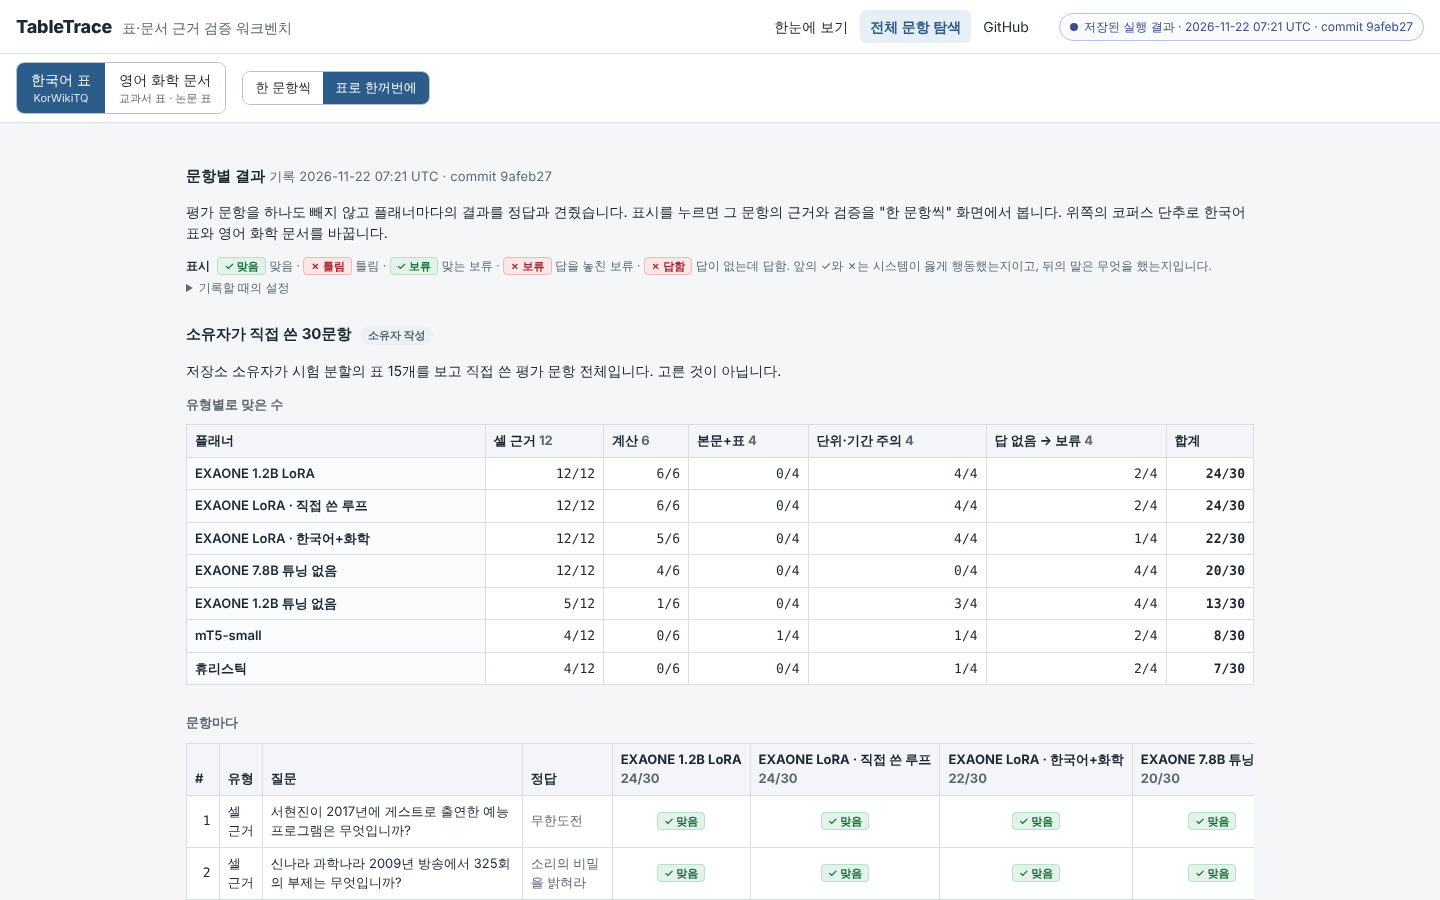 TableTrace 표·문서 근거 검증 워크벤치 한눈에 보기 전체 문항 탐색 GitHub 저장된 실행 결과 · 2026-11-22 07:21 UTC · commit 9afeb27
한국어 표 영어 화학 문서 한 문항씩 표로 한꺼번에
KorWikiTQ 교과서 표 · 논문 표
문항별 결과 기록 2026-11-22 07:21 UTC · commit 9afeb27
평가 문항을 하나도 빼지 않고 플래너마다의 결과를 정답과 견줬습니다. 표시를 누르면 그 문항의 근거와 검증을 "한 문항씩" 화면에서 봅니다. 위쪽의 코퍼스 단추로 한국어
표와 영어 화학 문서를 바꿉니다.
표시 ✓ 맞음 맞음 · ✕ 틀림 틀림 · ✓ 보류 맞는 보류 · ✕ 보류 답을 놓친 보류 · ✕ 답함 답이 없는데 답함. 앞의 ✓와 ✕는 시스템이 옳게 행동했는지이고, 뒤의 말은 무엇을 했는지입니다.
▶ 기록할 때의 설정
소유자가 직접 쓴 30문항 소유자 작성
저장소 소유자가 시험 분할의 표 15개를 보고 직접 쓴 평가 문항 전체입니다. 고른 것이 아닙니다.
유형별로 맞은 수
플래너 셀 근거 12 계산 6 본문+표 4 단위·기간 주의 4 답 없음 → 보류 4 합계
EXAONE 1.2B LoRA 12/12 6/6 0/4 4/4 2/4 24/30
EXAONE LoRA · 직접 쓴 루프 12/12 6/6 0/4 4/4 2/4 24/30
EXAONE LoRA · 한국어+화학 12/12 5/6 0/4 4/4 1/4 22/30
EXAONE 7.8B 튜닝 없음 12/12 4/6 0/4 0/4 4/4 20/30
EXAONE 1.2B 튜닝 없음 5/12 1/6 0/4 3/4 4/4 13/30
mT5-small 4/12 0/6 1/4 1/4 2/4 8/30
휴리스틱 4/12 0/6 0/4 1/4 2/4 7/30
문항마다
# 유형 질문 정답 EXAONE 1.2B LoRA EXAONE LoRA · 직접 쓴 루프 EXAONE LoRA · 한국어+화학 EXAONE 7.8B 튜닝
24/30 24/30 22/30 20/30
1 셀 근거 서현진이 2017년에 게스트로 출연한 예능 무한도전 ✓ 맞음 ✓ 맞음 ✓ 맞음 ✓ 맞음
프로그램은 무엇입니까?
2 셀 근거 신나라 과학나라 2009년 방송에서 325회 소리의 비밀 ✓ 맞음 ✓ 맞음 ✓ 맞음 ✓ 맞음
의 부제는 무엇입니까? 을 밝혀라